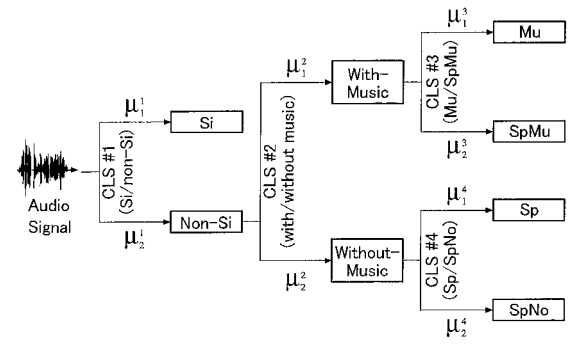 Audio
Signal
CLS #1
(Si/non-Si)
μ₁¹
Si
μ₂¹
Non-Si
CLS #2
(with/without music)
μ₁²
With-
Music
μ₂²
Without-
Music
CLS #3
(Mu/SpMu)
μ₁³
Mu
μ₂³
SpMu
CLS #4
(Sp/SpNo)
μ₁⁴
Sp
μ₂⁴
SpNo